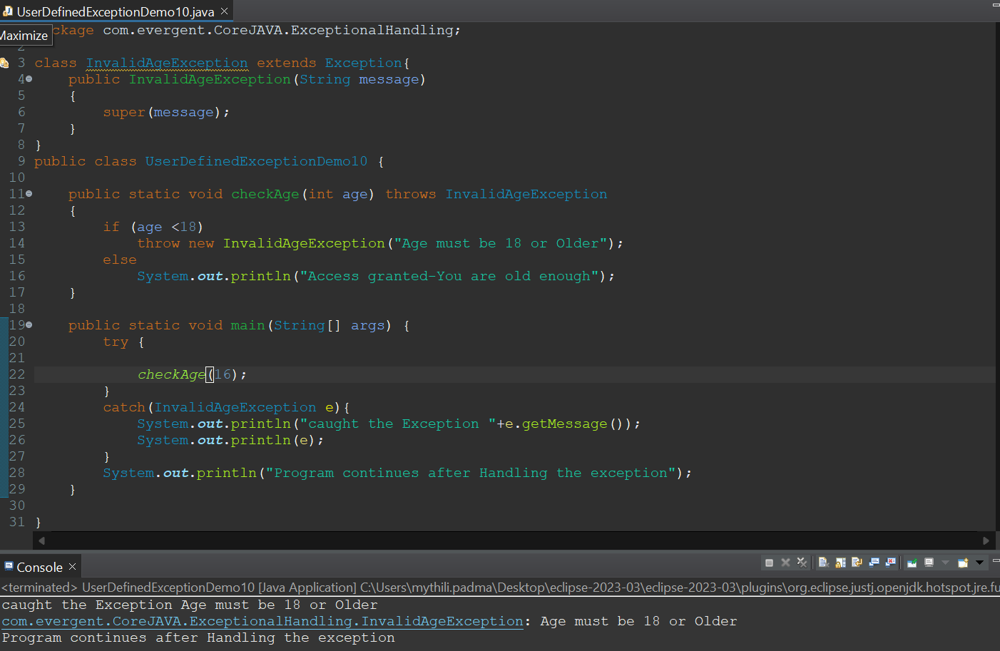 UserDefinedExceptionDemo10.java
Maximize
ckage com.evergent.CoreJAVA.ExceptionalHandling;
2
3 class InvalidAgeException extends Exception{
4 public InvalidAgeException(String message)
5 {
6 super(message);
7 }
8 }
9 public class UserDefinedExceptionDemo10 {
10
11 public static void checkAge(int age) throws InvalidAgeException
12 {
13 if (age <18)
14 throw new InvalidAgeException("Age must be 18 or Older");
15 else
16 System.out.println("Access granted-You are old enough");
17 }
18
19 public static void main(String[] args) {
20 try {
21
22 checkAge(16);
23 }
24 catch(InvalidAgeException e){
25 System.out.println("caught the Exception "+e.getMessage());
26 System.out.println(e);
27 }
28 System.out.println("Program continues after Handling the exception");
29 }
30
31 }
Console
<terminated> UserDefinedExceptionDemo10 [Java Application] C:\Users\mythili.padma\Desktop\eclipse-2023-03\eclipse-2023-03\plugins\org.eclipse.justj.openjdk.hotspot.jre.fu
caught the Exception Age must be 18 or Older
com.evergent.CoreJAVA.ExceptionalHandling.InvalidAgeException: Age must be 18 or Older
Program continues after Handling the exception